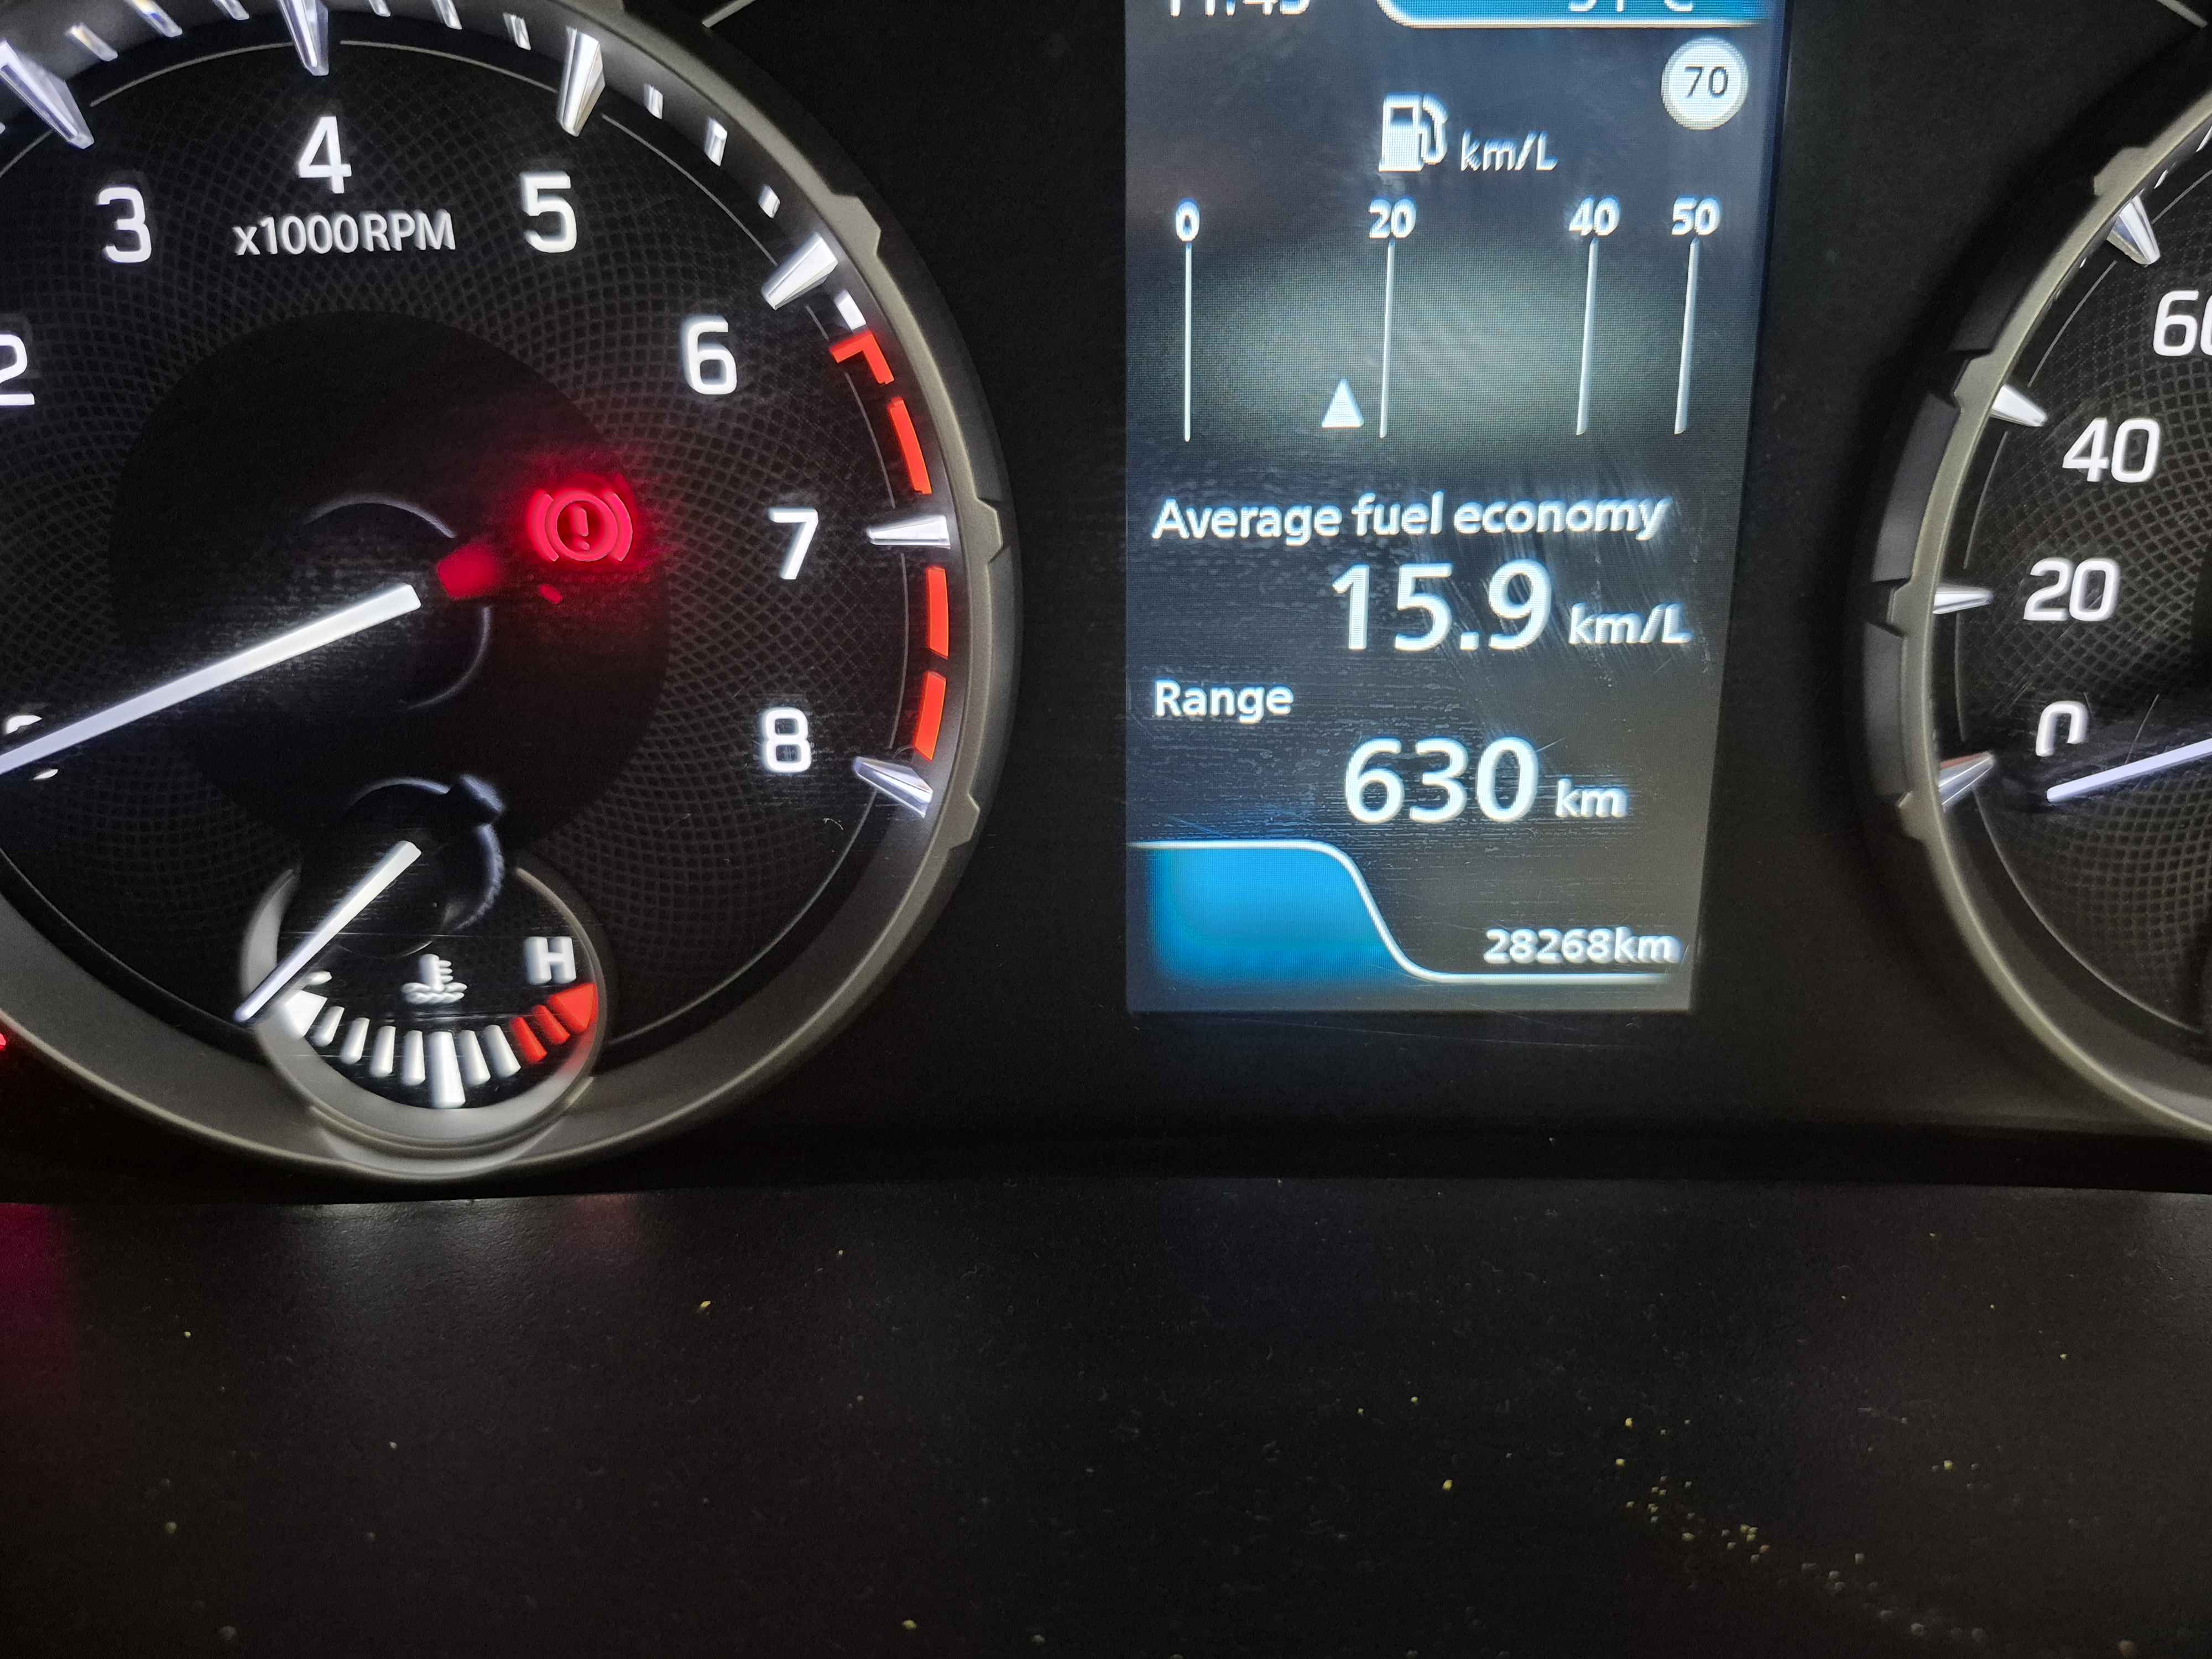 4
3 5
x1000RPM
2 6
7
8
H
70
km/L
0 20 40 50
Average fuel economy
15.9 km/L
Range
630 km
28268km
40
20
0